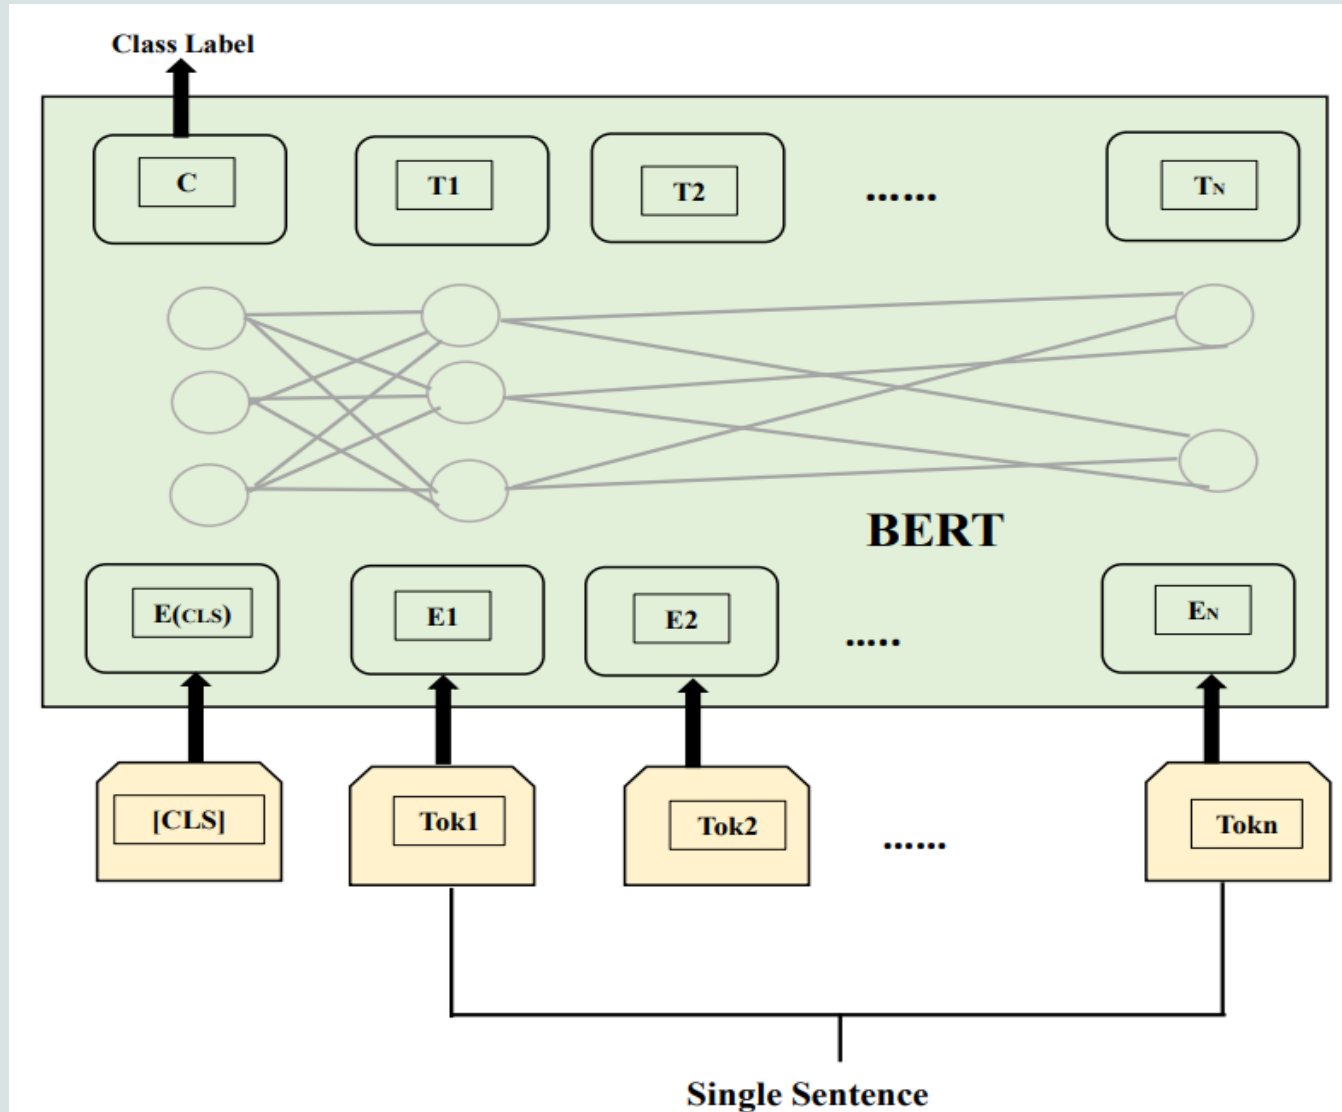 Class Label
C T1 T2 ...... TN
BERT
E(CLS) E1 E2 ..... EN
[CLS] Tok1 Tok2 ...... Tokn
Single Sentence